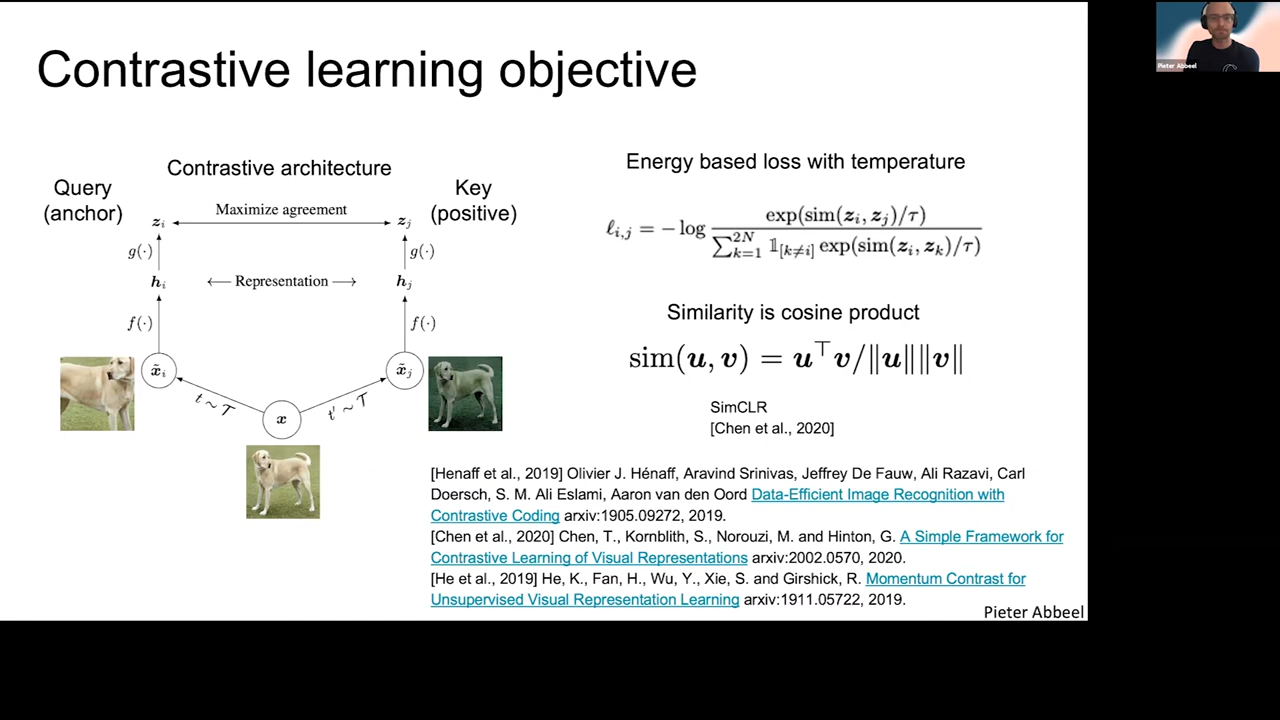 Contrastive learning objective
Pieter Abbeel
Contrastive architecture
Query
(anchor)
Key
(positive)
z_i
Maximize agreement
z_j
g(·)
g(·)
h_i
← Representation →
h_j
f(·)
f(·)
x̃_i
x̃_j
t ~ T
t' ~ T
x
Energy based loss with temperature
ℓ_{i,j} = − log exp(sim(z_i, z_j)/τ) / ∑_{k=1}^{2N} 𝟙_{[k≠i]} exp(sim(z_i, z_k)/τ)
Similarity is cosine product
sim(u, v) = u^⊤ v/‖u‖‖v‖
SimCLR
[Chen et al., 2020]
[Henaff et al., 2019] Olivier J. Hénaff, Aravind Srinivas, Jeffrey De Fauw, Ali Razavi, Carl
Doersch, S. M. Ali Eslami, Aaron van den Oord Data-Efficient Image Recognition with
Contrastive Coding arxiv:1905.09272, 2019.
[Chen et al., 2020] Chen, T., Kornblith, S., Norouzi, M. and Hinton, G. A Simple Framework for
Contrastive Learning of Visual Representations arxiv:2002.0570, 2020.
[He et al., 2019] He, K., Fan, H., Wu, Y., Xie, S. and Girshick, R. Momentum Contrast for
Unsupervised Visual Representation Learning arxiv:1911.05722, 2019.
Pieter Abbeel